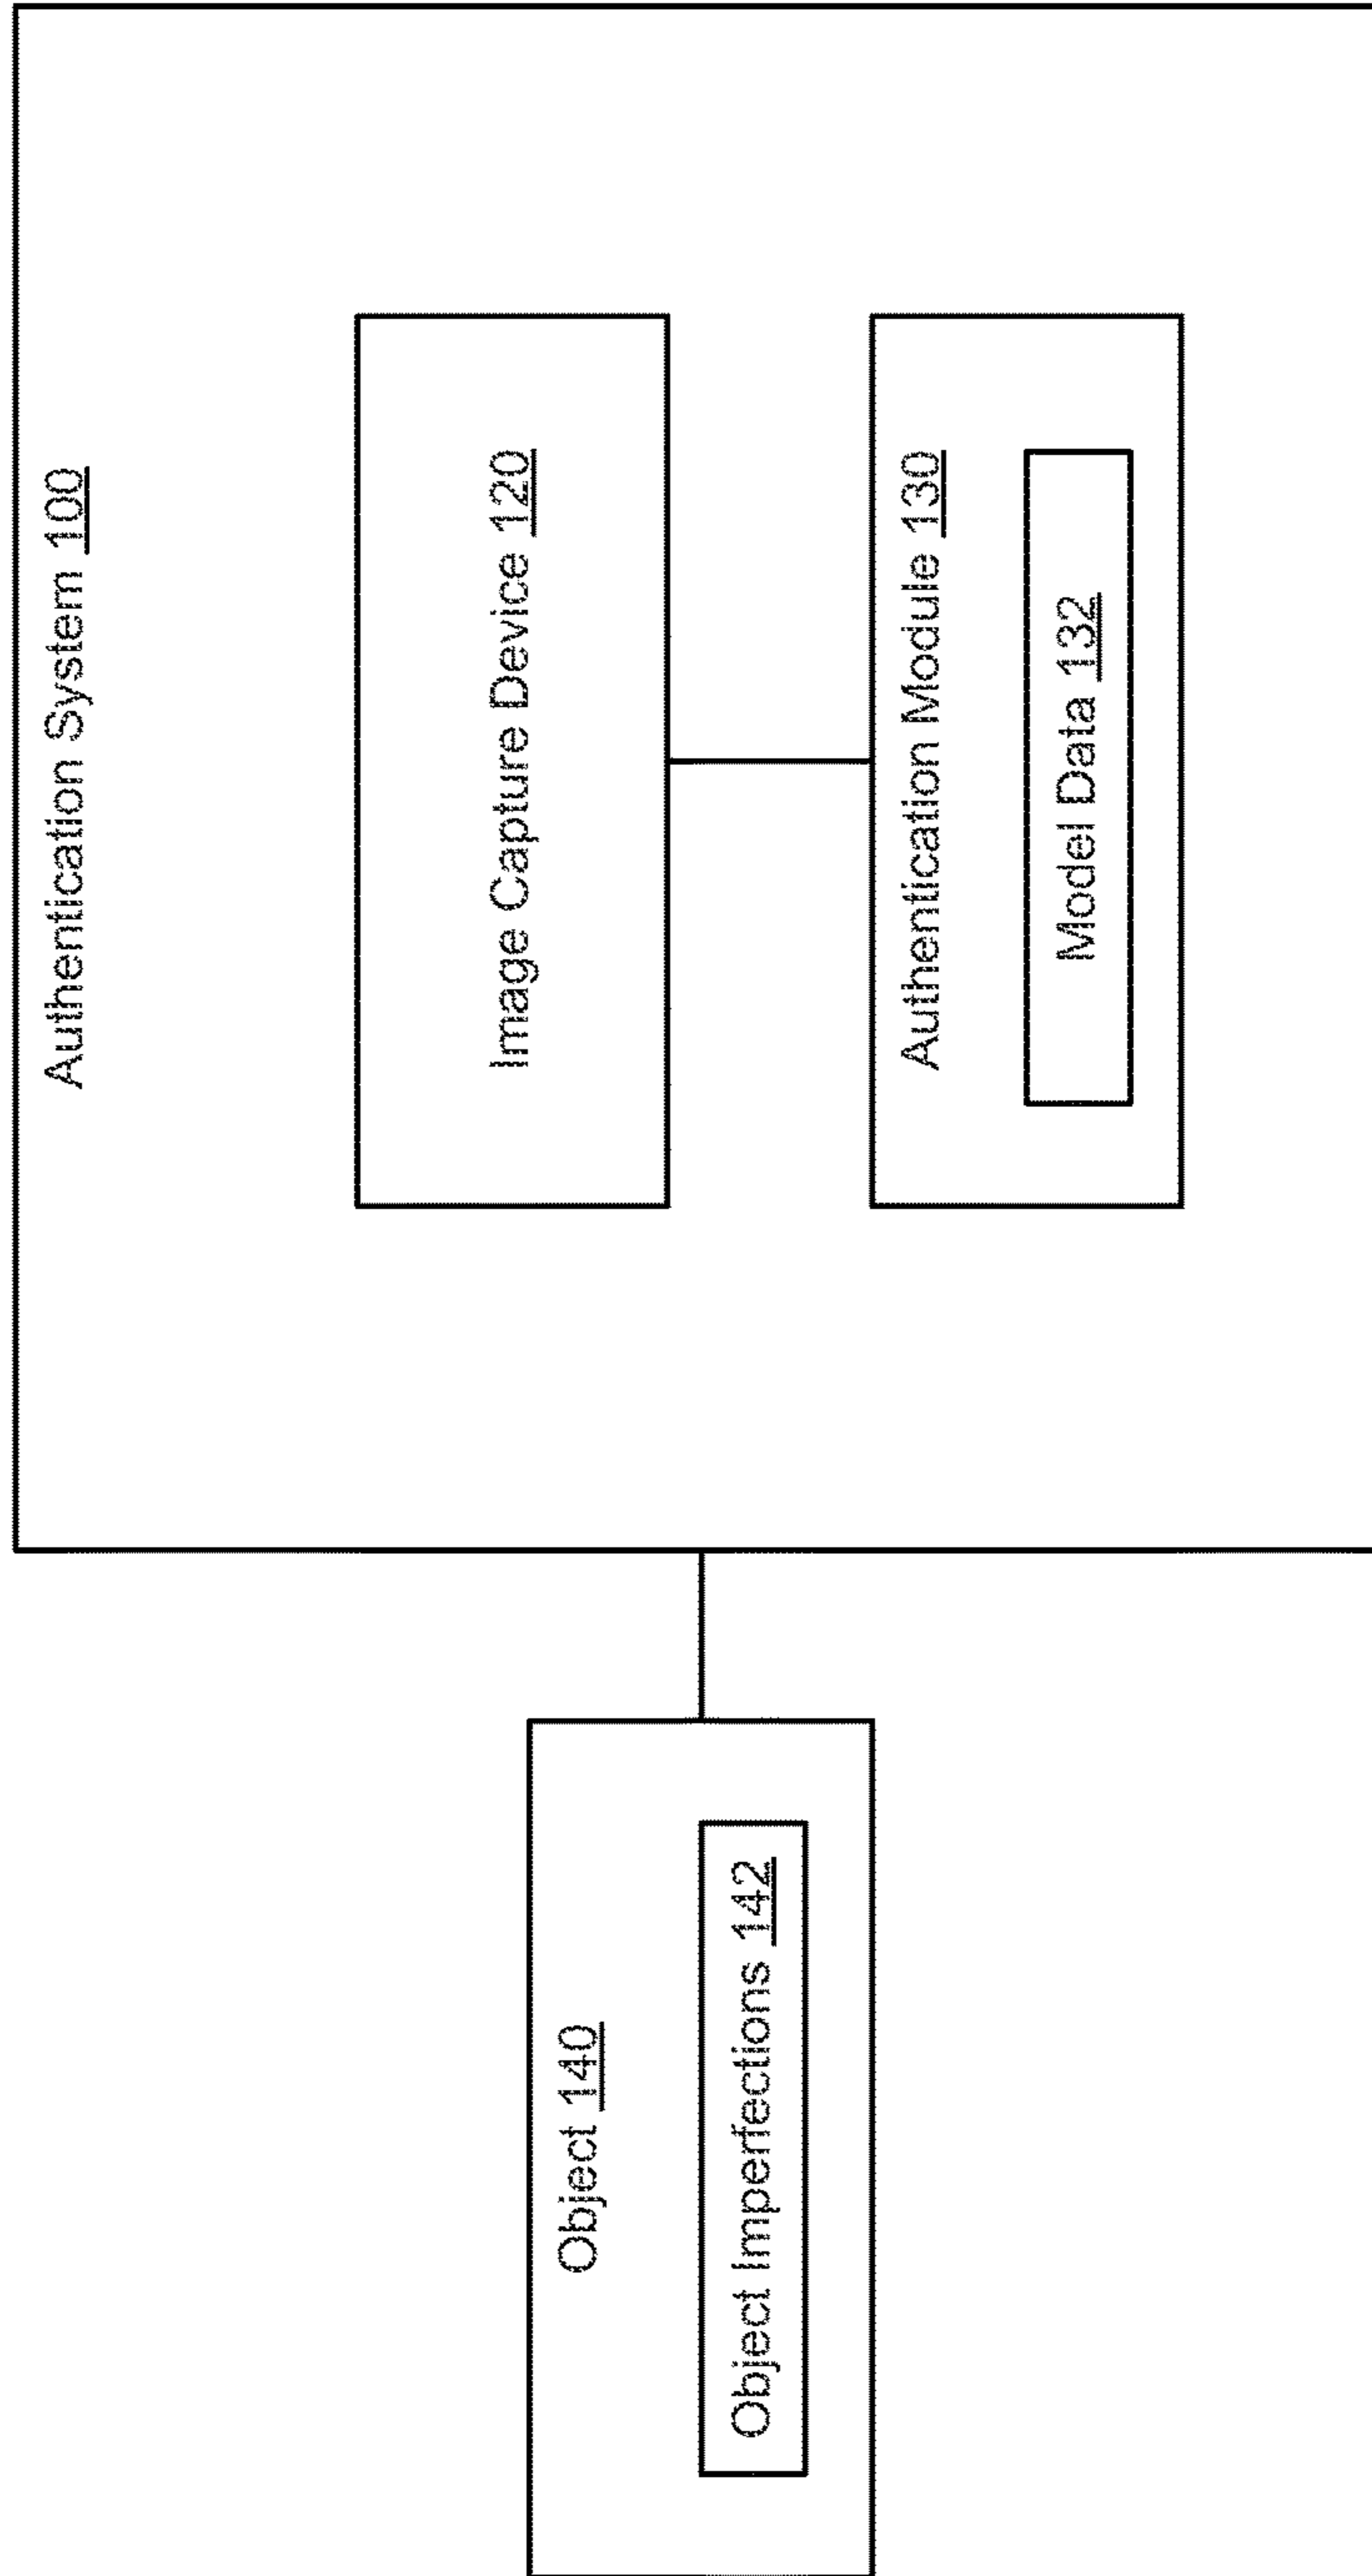 Authentication System 100
Image Capture Device 120
Authentication Module 130
Model Data 132
Object 140
Object Imperfections 142